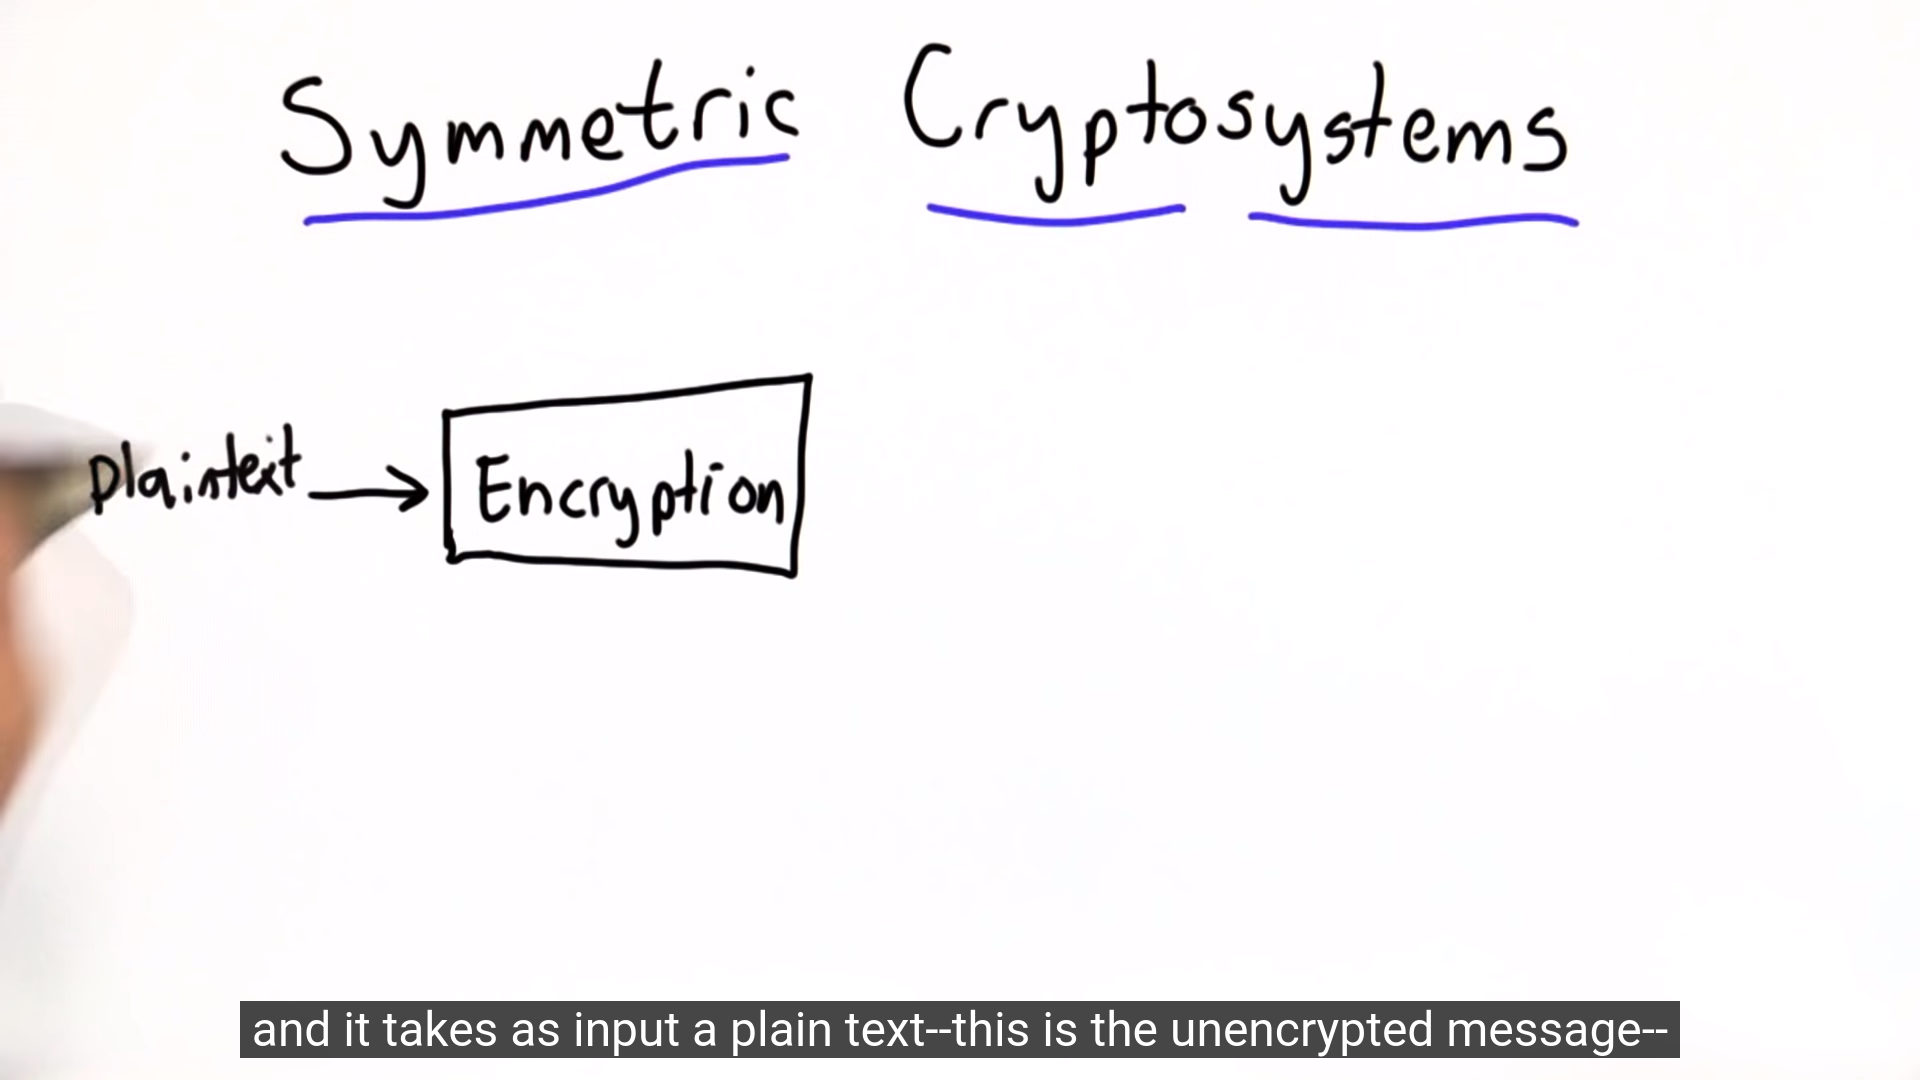 Symmetric Cryptosystems
plaintext
Encryption
and it takes as input a plain text--this is the unencrypted message--